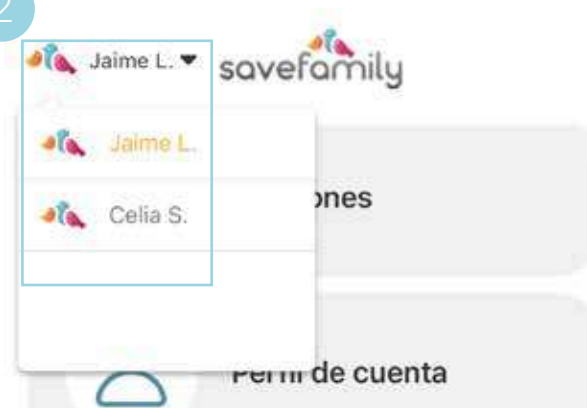 2
Jaime L.
savefamily
Jaime L.
Celia S.
ones
Perfil de cuenta